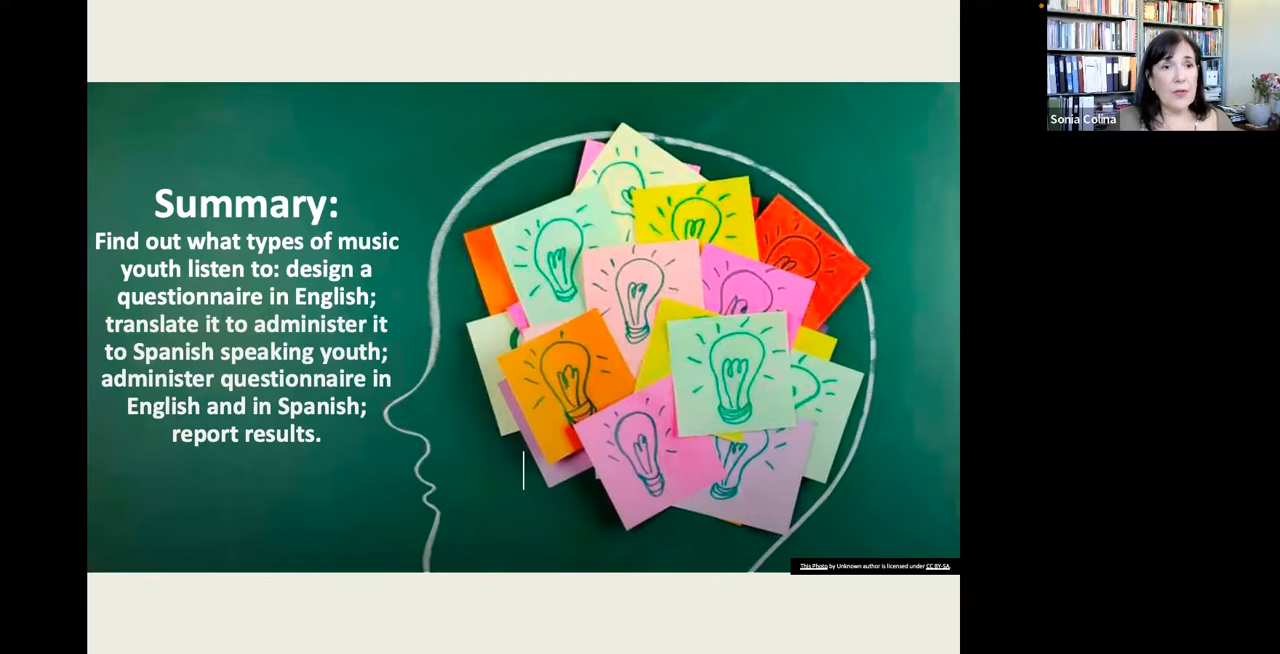 Summary:
Find out what types of music
youth listen to: design a
questionnaire in English;
translate it to administer it
to Spanish speaking youth;
administer questionnaire in
English and in Spanish;
report results.
This Photo by Unknown author is licensed under CC BY-SA.
Sonia Colina